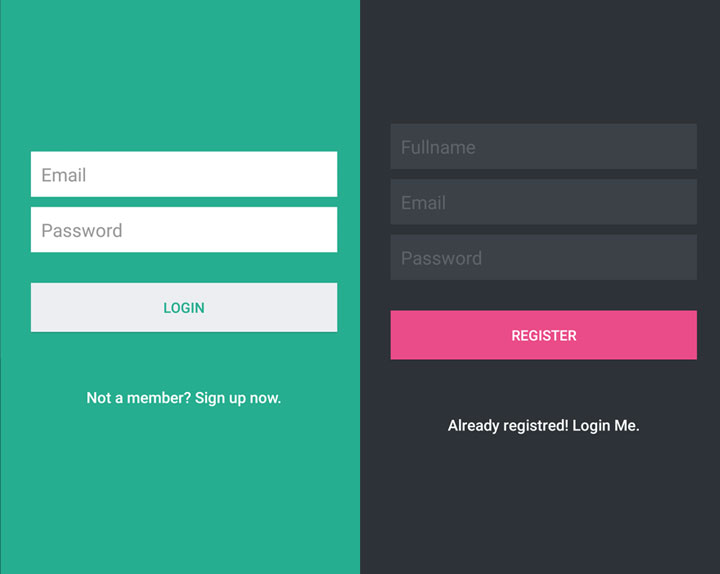 Email
Password
LOGIN
Not a member? Sign up now.
Fullname
Email
Password
REGISTER
Already registred! Login Me.